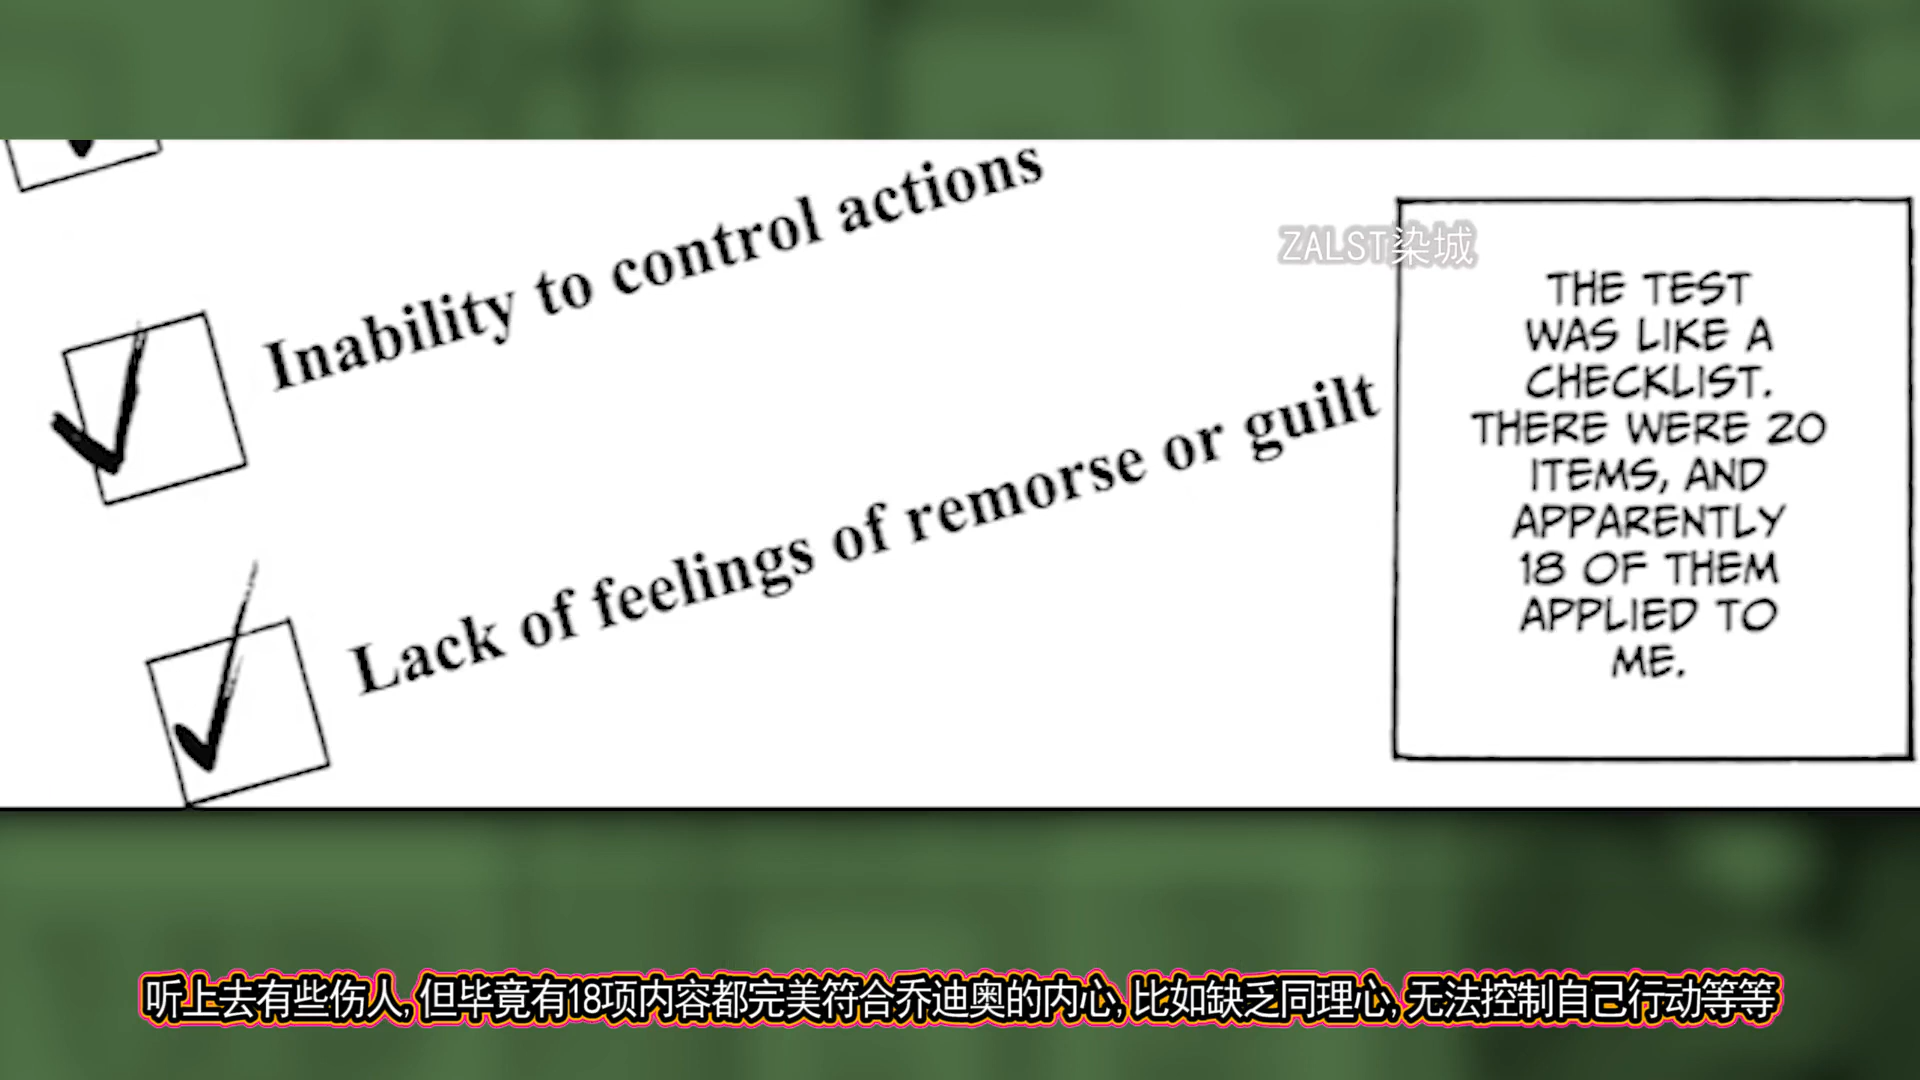 Inability to control actions
Lack of feelings of remorse or guilt
ZALST染城
THE TEST
WAS LIKE A
CHECKLIST.
THERE WERE 20
ITEMS, AND
APPARENTLY
18 OF THEM
APPLIED TO
ME.
听上去有些伤人, 但毕竟有18项内容都完美符合乔迪奥的内心, 比如缺乏同理心, 无法控制自己行动等等